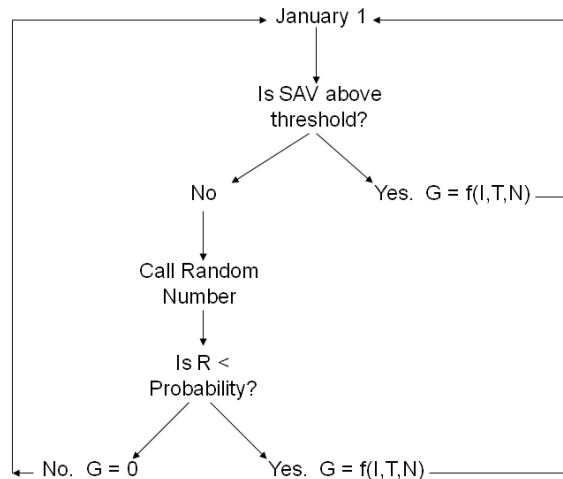 January 1
Is SAV above
threshold?
No
Yes.  G = f(I,T,N)
Call Random
Number
Is R <
Probability?
No.  G = 0
Yes.  G = f(I,T,N)